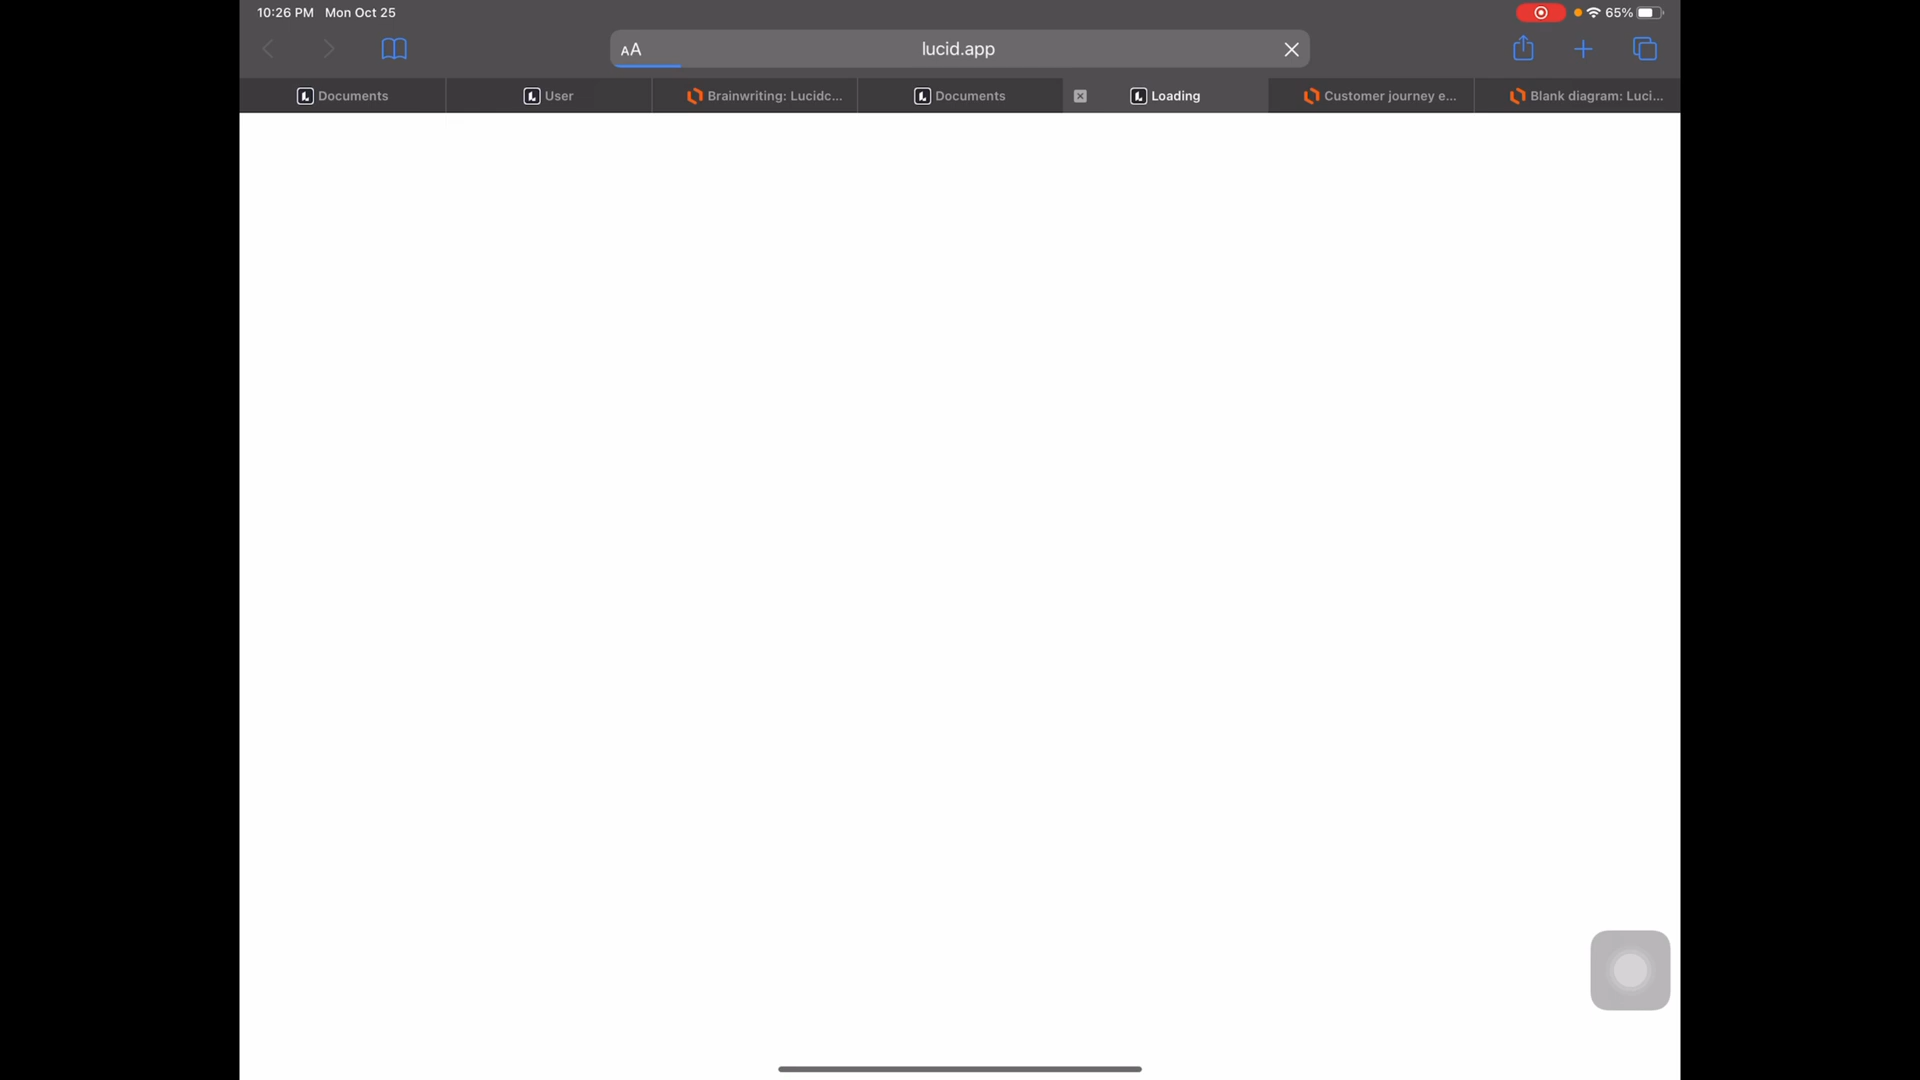 10:26 PM Mon Oct 25 65%
AA lucid.app
Documents User Brainwriting: Lucidc... Documents Loading Customer journey e... Blank diagram: Luci...